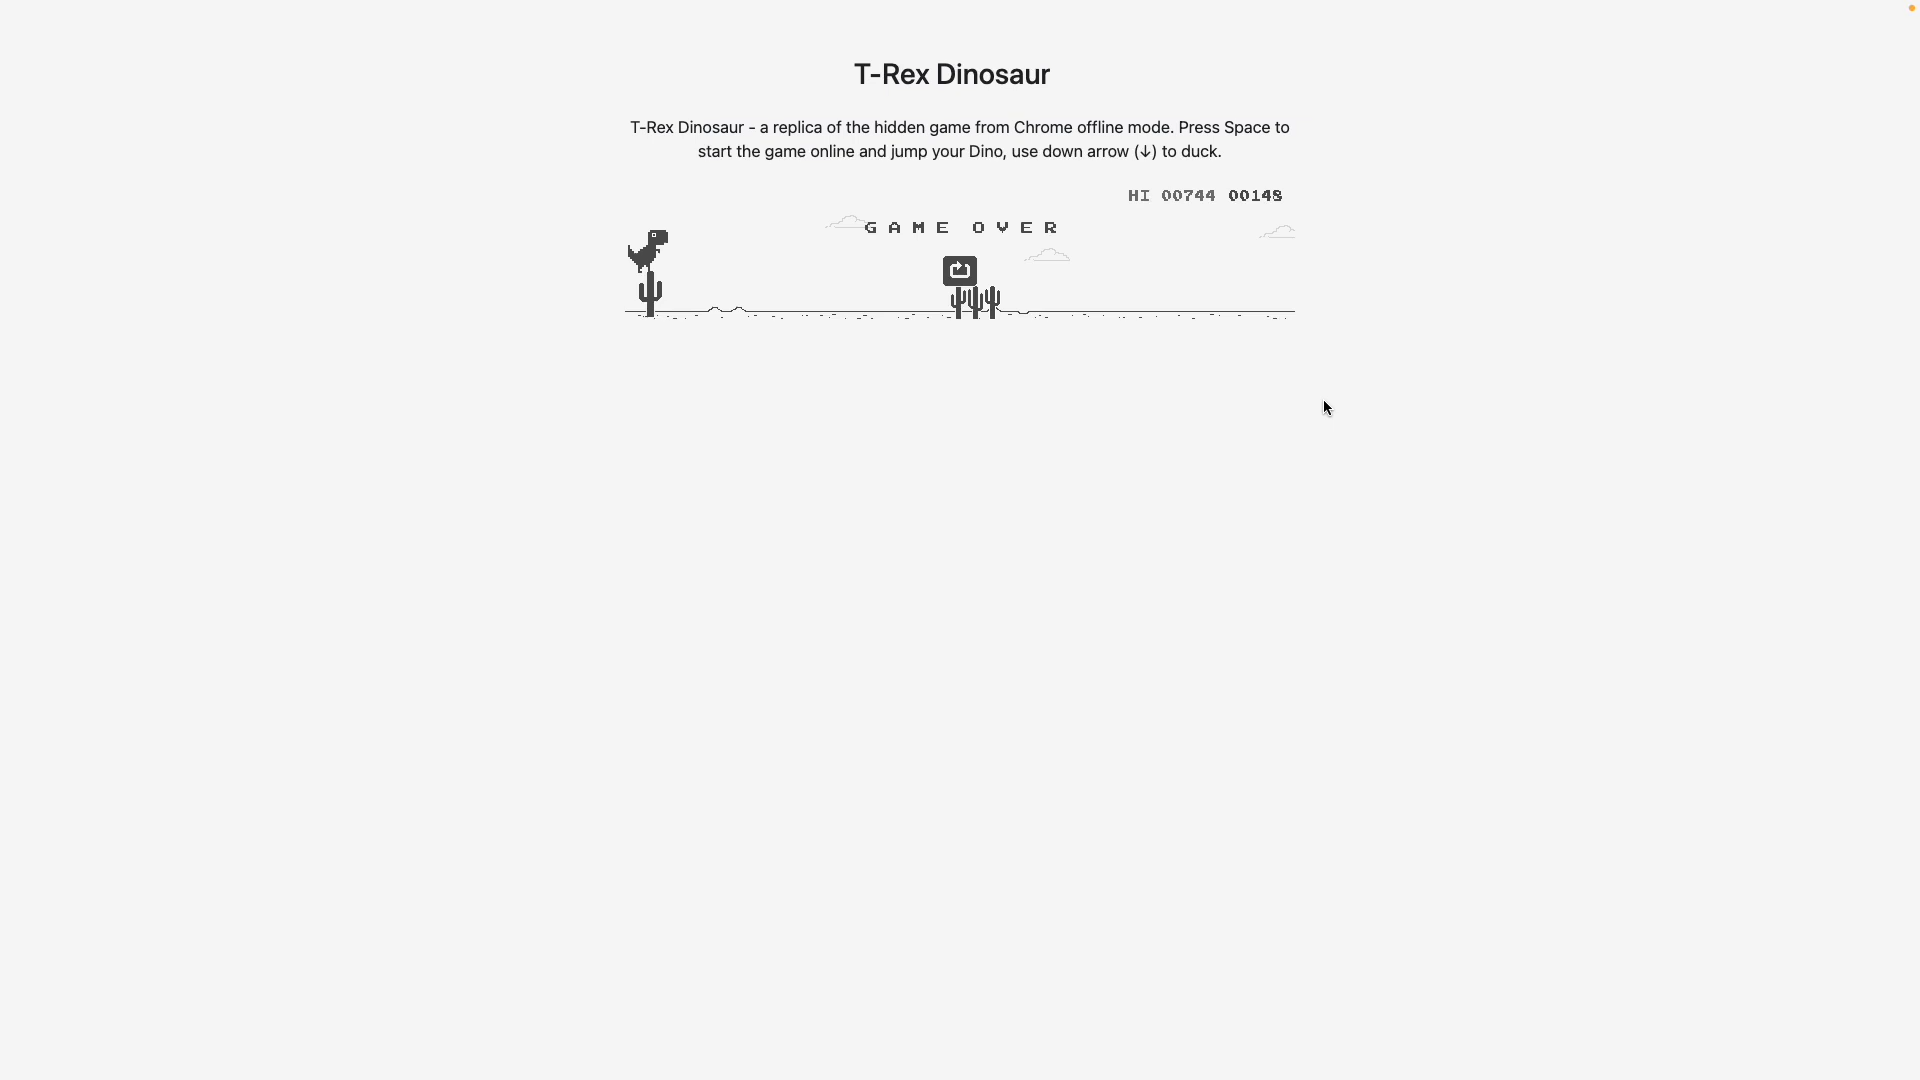 T-Rex Dinosaur
T-Rex Dinosaur - a replica of the hidden game from Chrome offline mode. Press Space to
start the game online and jump your Dino, use down arrow (↓) to duck.
HI 00744 00148
GAME OVER